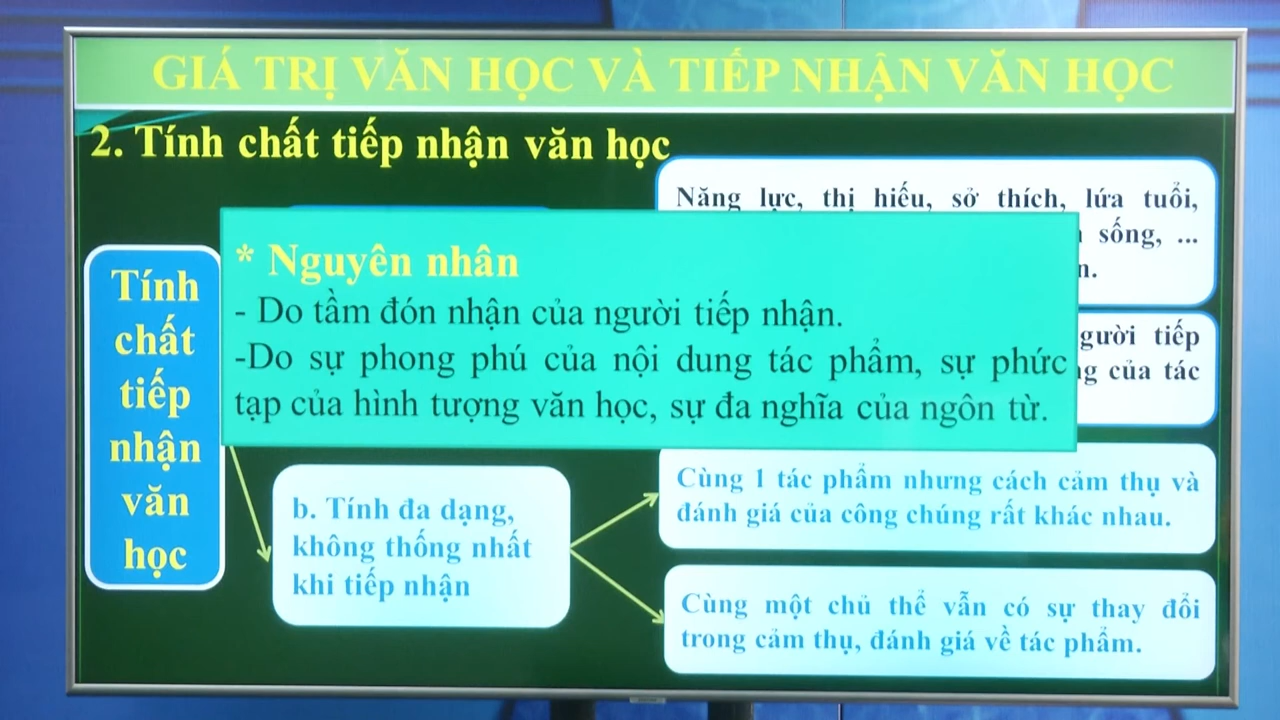 GIÁ TRỊ VĂN HỌC VÀ TIẾP NHẬN VĂN HỌC
2. Tính chất tiếp nhận văn học
Tính
chất
tiếp
nhận
văn
học
Năng lực, thị hiếu, sở thích, lứa tuổi,
sống, ...
* Nguyên nhân
- Do tầm đón nhận của người tiếp nhận.
-Do sự phong phú của nội dung tác phẩm, sự phức
tạp của hình tượng văn học, sự đa nghĩa của ngôn từ.
tiếp
của tác
b. Tính đa dạng,
không thống nhất
khi tiếp nhận
Cùng 1 tác phẩm nhưng cách cảm thụ và
đánh giá của công chúng rất khác nhau.
Cùng một chủ thể vẫn có sự thay đổi
trong cảm thụ, đánh giá về tác phẩm.